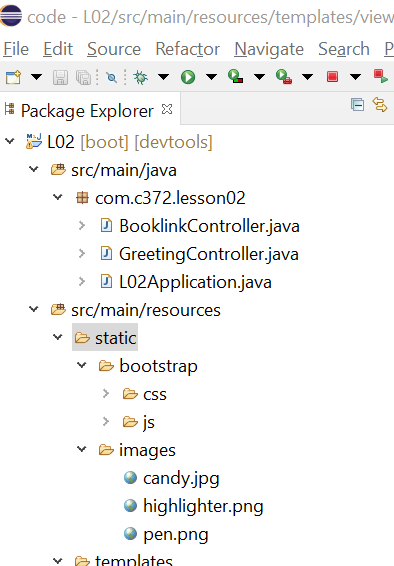 code - L02/src/main/resources/templates/view
File Edit Source Refactor Navigate Search P
Package Explorer
L02 [boot] [devtools]
src/main/java
com.c372.lesson02
BooklinkController.java
GreetingController.java
L02Application.java
src/main/resources
static
bootstrap
css
js
images
candy.jpg
highlighter.png
pen.png
templates